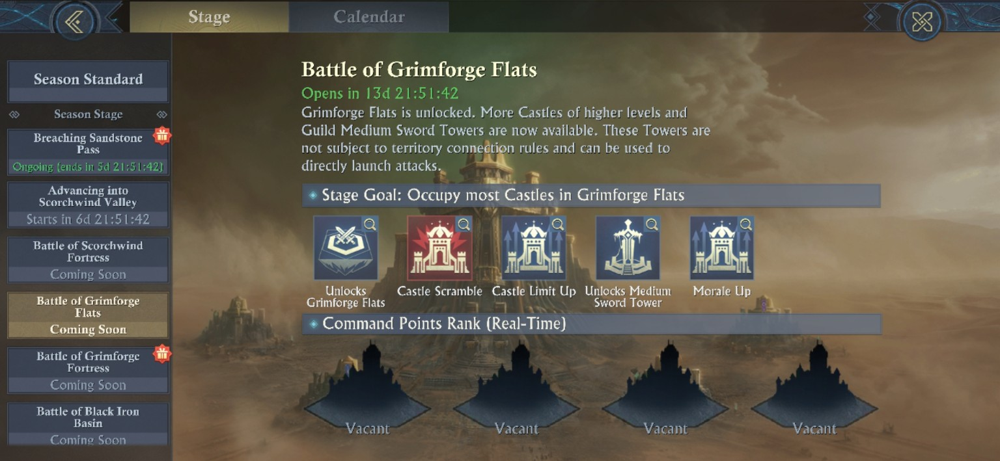 Stage
Calendar
Season Standard
Season Stage
Breaching Sandstone
Pass
Ongoing (ends in 5d 21:51:42)
Advancing into
Scorchwind Valley
Starts in 6d 21:51:42
Battle of Scorchwind
Fortress
Coming Soon
Battle of Grimforge
Flats
Coming Soon
Battle of Grimforge
Fortress
Coming Soon
Battle of Black Iron
Basin
Coming Soon
Battle of Grimforge Flats
Opens in 13d 21:51:42
Grimforge Flats is unlocked. More Castles of higher levels and
Guild Medium Sword Towers are now available. These Towers are
not subject to territory connection rules and can be used to
directly launch attacks.
Stage Goal: Occupy most Castles in Grimforge Flats
Unlocks
Grimforge Flats
Castle Scramble
Castle Limit Up
Unlocks Medium
Sword Tower
Morale Up
Command Points Rank (Real-Time)
Vacant
Vacant
Vacant
Vacant